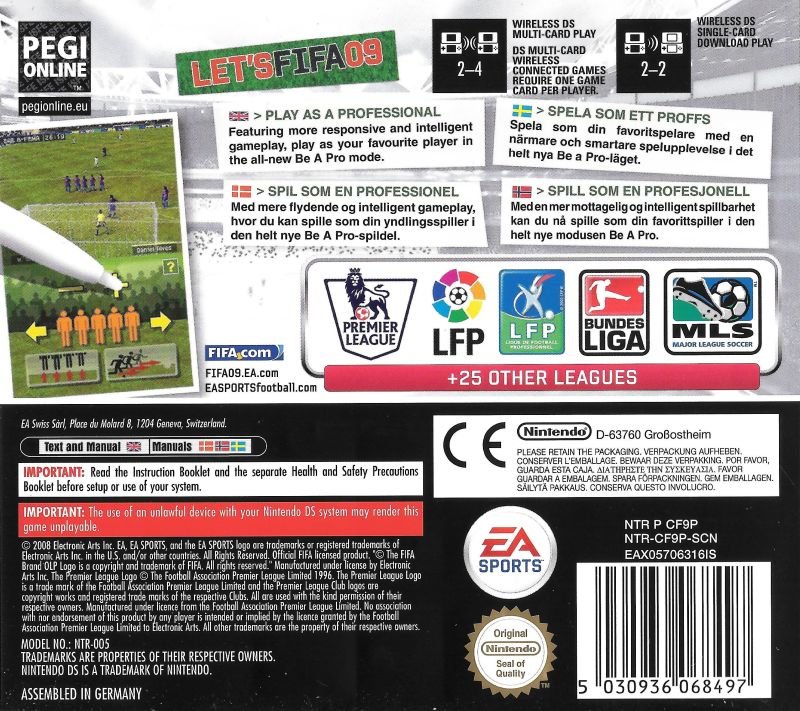 PEGI
ONLINE
™
pegionline.eu
LET'S FIFA 09
2-4
WIRELESS DS
MULTI-CARD PLAY
DS MULTI-CARD
WIRELESS
CONNECTED GAMES
REQUIRE ONE GAME
CARD PER PLAYER.
2-2
WIRELESS DS
SINGLE-CARD
DOWNLOAD PLAY
> PLAY AS A PROFESSIONAL
Featuring more responsive and intelligent
gameplay, play as your favourite player in
the all-new Be A Pro mode.
> SPELA SOM ETT PROFFS
Spela som din favoritspelare med en
närmare och smartare spelupplevelse i det
helt nya Be a Pro-läget.
> SPIL SOM EN PROFESSIONEL
Med mere flydende og intelligent gameplay,
hvor du kan spille som din yndlingsspiller i
den helt nye Be A Pro-spildel.
> SPILL SOM EN PROFESJONELL
Med en mer mottagelig og intelligent spillbarhet
kan du nå spille som din favorittspiller i den
helt nye modusen Be A Pro.
?
PREMIER
LEAGUE
LFP
LFP
LIGUE DE FOOTBALL
PROFESSIONNEL
BUNDES
LIGA
MLS
MAJOR LEAGUE SOCCER
+25 OTHER LEAGUES
FIFA.com
FIFA09.EA.com
EASPORTSfootball.com
EA Swiss Sàrl, Place du Molard 8, 1204 Geneva, Switzerland.
Text and Manual Manuals
IMPORTANT: Read the Instruction Booklet and the separate Health and Safety Precautions
Booklet before setup or use of your system.
IMPORTANT: The use of an unlawful device with your Nintendo DS system may render this
game unplayable.
© 2008 Electronic Arts Inc. EA, EA SPORTS, and the EA SPORTS logo are trademarks or registered trademarks of
Electronic Arts Inc. in the U.S. and/or other countries. All Rights Reserved. Official FIFA licensed product. "© The FIFA
Brand OLP Logo is a copyright and trademark of FIFA. All rights reserved." Manufactured under license by Electronic
Arts Inc. The Premier League Logo © The Football Association Premier League Limited 1996. The Premier League Logo
is a trade mark of the Football Association Premier League Limited and the Premier League Club logos are
copyright works and registered trade marks of the respective Clubs. All are used with the kind permission of their
respective owners. Manufactured under licence from the Football Association Premier League Limited. No association
with nor endorsement of this product by any player is intended or implied by the licence granted by the Football
Association Premier League Limited to Electronic Arts. All other trademarks are the property of their respective owners.
MODEL NO.: NTR-005
TRADEMARKS ARE PROPERTIES OF THEIR RESPECTIVE OWNERS.
NINTENDO DS IS A TRADEMARK OF NINTENDO.
ASSEMBLED IN GERMANY
CE
Nintendo D-63760 Großostheim
PLEASE RETAIN THE PACKAGING. VERPACKUNG AUFHEBEN.
CONSERVER L'EMBALLAGE. BEWAAR DEZE VERPAKKING. POR FAVOR,
GUARDA ESTA CAJA. ΔΙΑΤΗΡΗΣΤΕ ΤΗΝ ΣΥΣΚΕΥΑΣΙΑ. FAVOR
GUARDAR A EMBALAGEM. SPARA FÖRPACKNINGEN. GEM EMBALLAGEN.
SÄILYTÄ PAKKAUS. CONSERVA QUESTO INVOLUCRO.
EA
SPORTS™
NTR P CF9P
NTR-CF9P-SCN
EAX05706316IS
Original
Nintendo
Seal of
Quality
TM
5 030936 068497